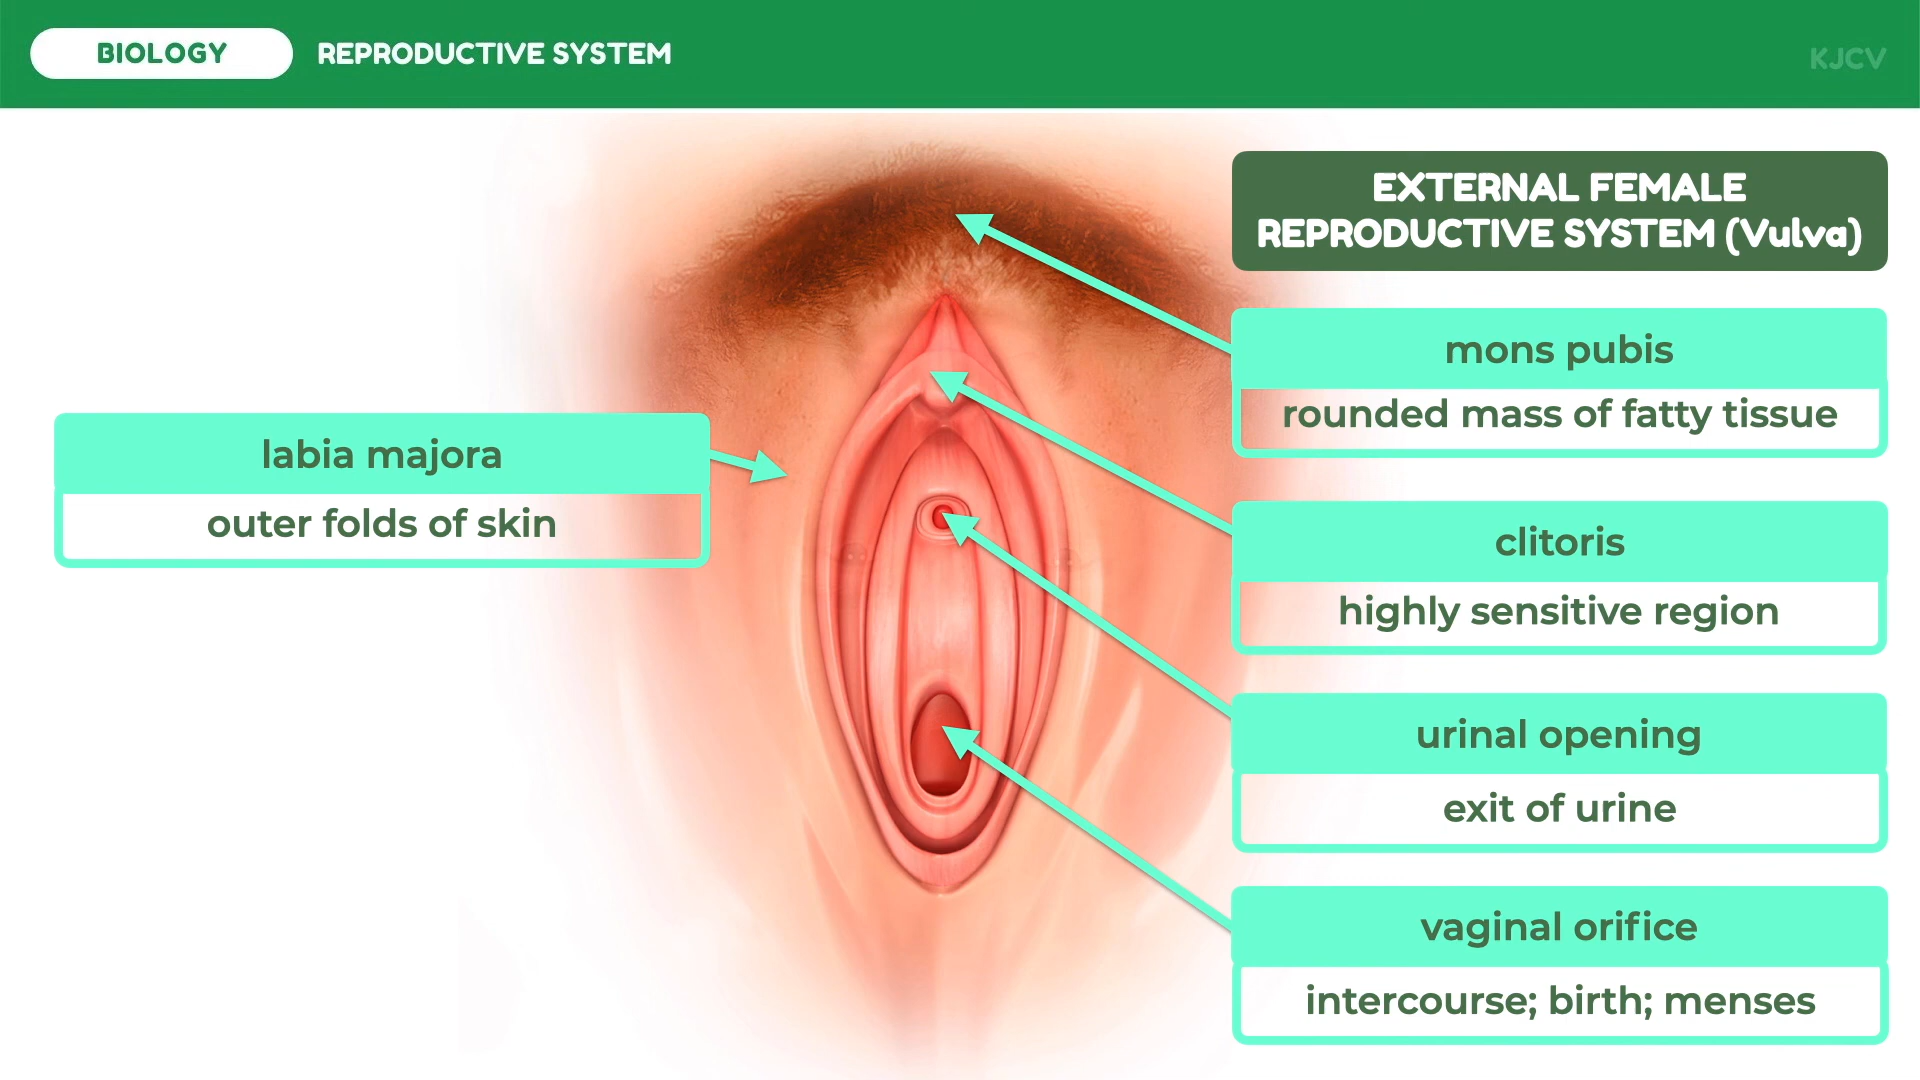 BIOLOGY
REPRODUCTIVE SYSTEM
KJCV
EXTERNAL FEMALE
REPRODUCTIVE SYSTEM (Vulva)
mons pubis
rounded mass of fatty tissue
labia majora
outer folds of skin
clitoris
highly sensitive region
urinal opening
exit of urine
vaginal orifice
intercourse; birth; menses